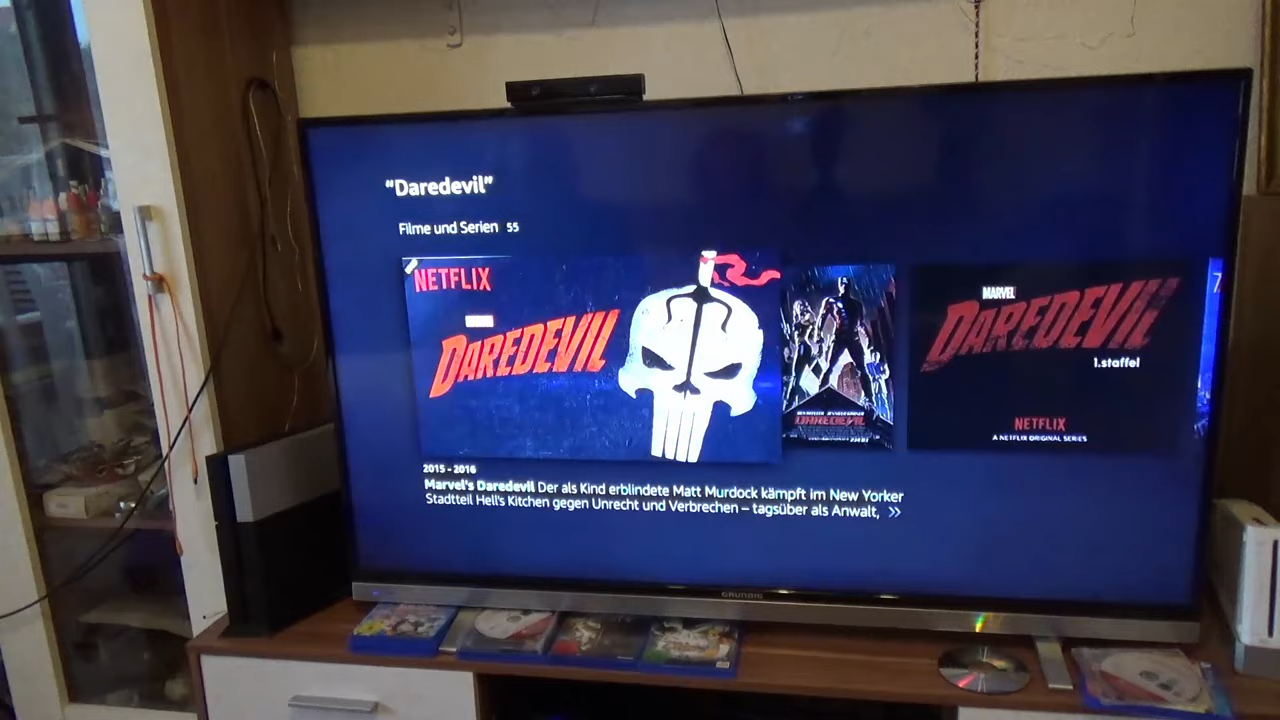 “Daredevil”
Filme und Serien 55
NETFLIX
DAREDEVIL
DAREDEVIL
MARVEL
DAREDEVIL
1.staffel
NETFLIX
A NETFLIX ORIGINAL SERIES
2015 - 2016
Marvel's Daredevil Der als Kind erblindete Matt Murdock kämpft im New Yorker
Stadtteil Hell's Kitchen gegen Unrecht und Verbrechen – tagsüber als Anwalt, »
GRUNDIG